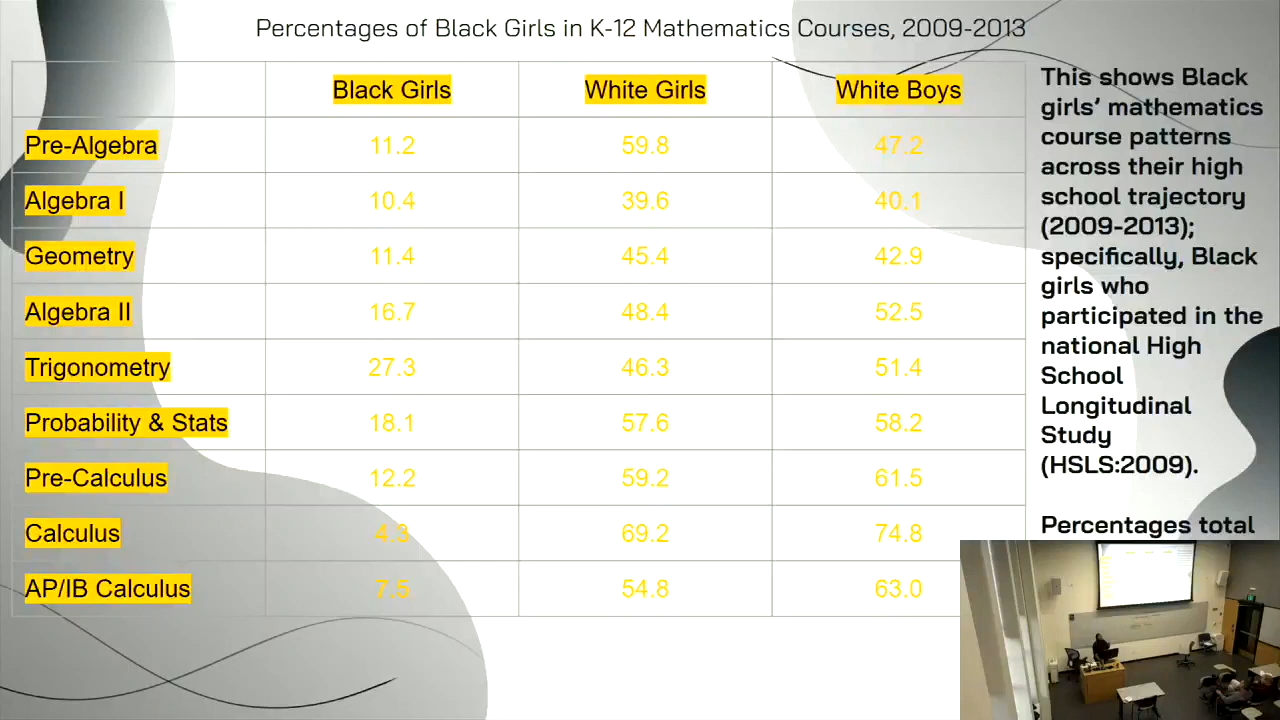 Percentages of Black Girls in K-12 Mathematics Courses, 2009-2013
Black Girls White Girls White Boys
Pre-Algebra 11.2 59.8 47.2
Algebra I 10.4 39.6 40.1
Geometry 11.4 45.4 42.9
Algebra II 16.7 48.4 52.5
Trigonometry 27.3 46.3 51.4
Probability & Stats 18.1 57.6 58.2
Pre-Calculus 12.2 59.2 61.5
Calculus 4.3 69.2 74.8
AP/IB Calculus 7.5 54.8 63.0
This shows Black
girls’ mathematics
course patterns
across their high
school trajectory
(2009-2013);
specifically, Black
girls who
participated in the
national High
School
Longitudinal
Study
(HSLS:2009).
Percentages total